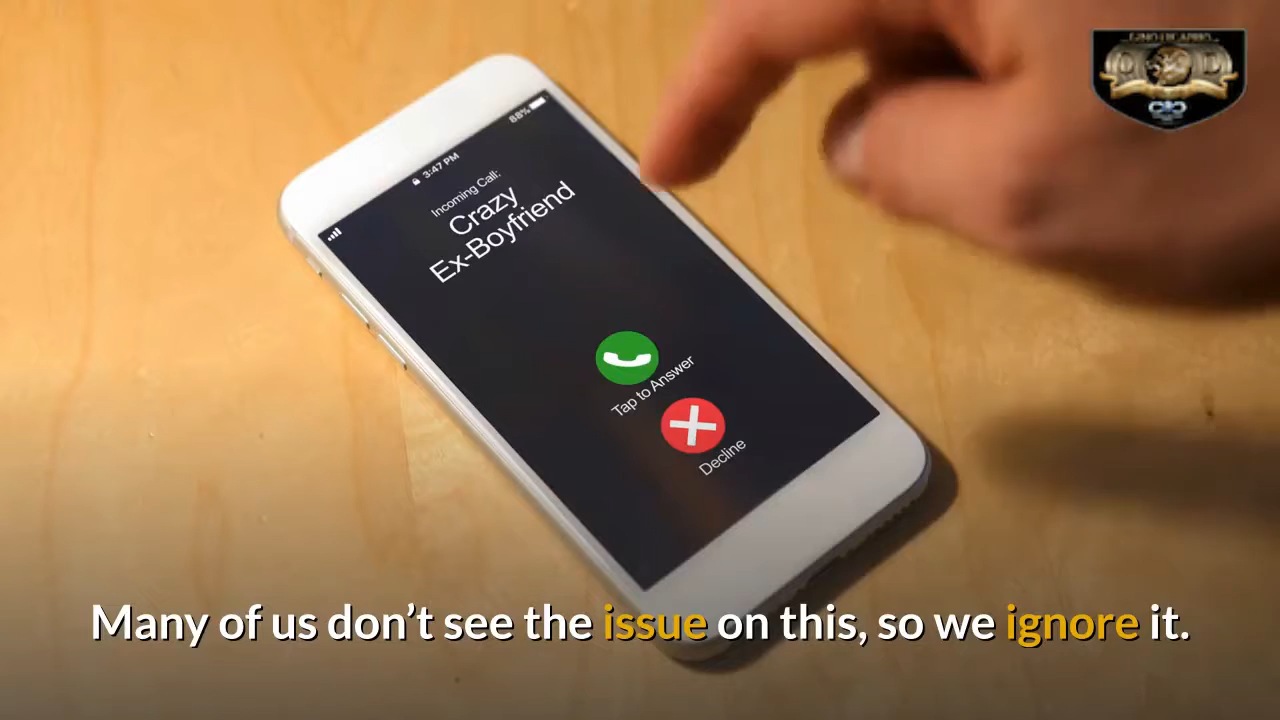 88%
3:47 PM
Incoming Call:
Crazy
Ex-Boyfriend
Tap to Answer
Decline
Many of us don't see the issue on this, so we ignore it.